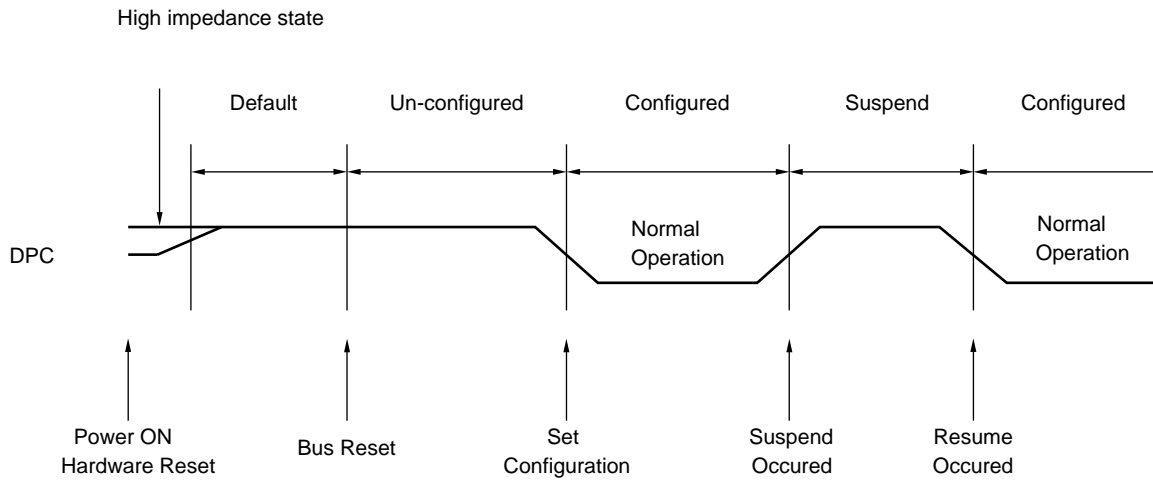 High impedance state
Default
Un-configured
Configured
Suspend
Configured
DPC
Normal
Operation
Normal
Operation
Power ON
Hardware Reset
Bus Reset
Set
Configuration
Suspend
Occured
Resume
Occured